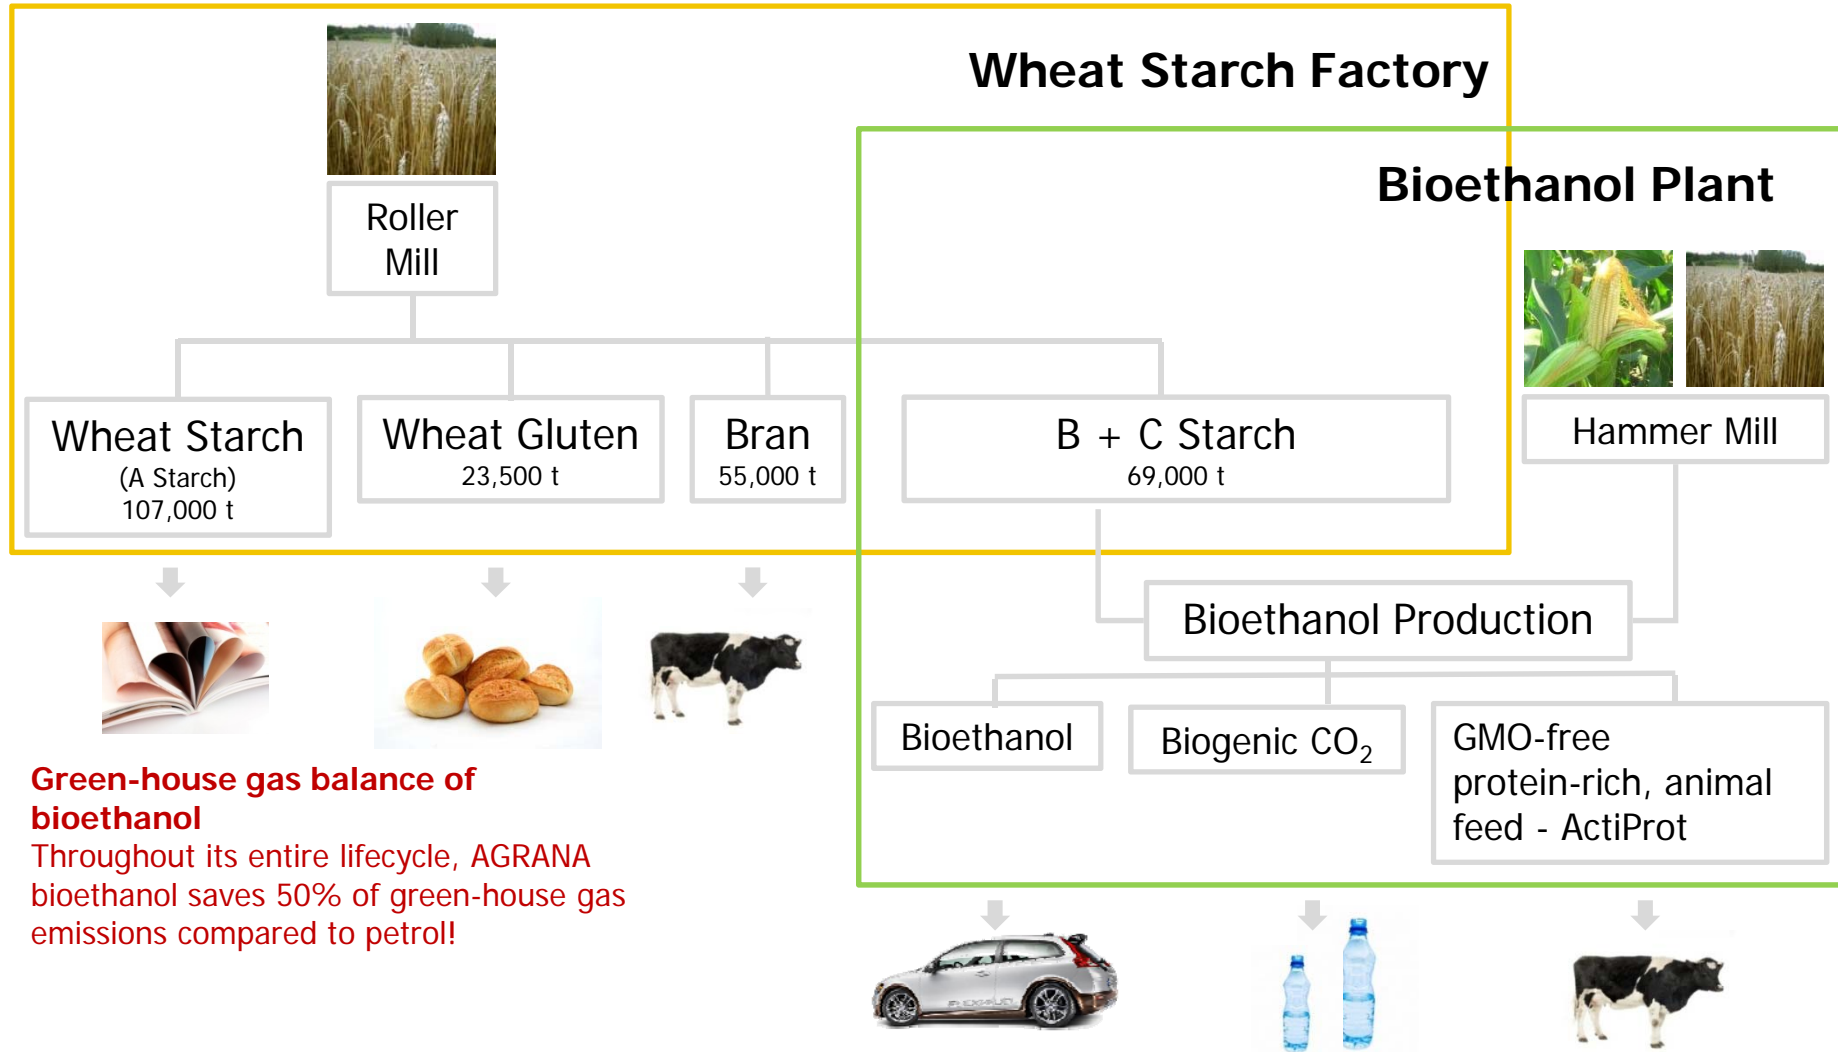 Wheat Starch Factory
Bioethanol Plant
Roller
Mill
Wheat Starch
(A Starch)
107,000 t
Wheat Gluten
23,500 t
Bran
55,000 t
B + C Starch
69,000 t
Hammer Mill
Bioethanol Production
Bioethanol
Biogenic CO₂
GMO-free
protein-rich, animal
feed - ActiProt
Green-house gas balance of
bioethanol
Throughout its entire lifecycle, AGRANA
bioethanol saves 50% of green-house gas
emissions compared to petrol!